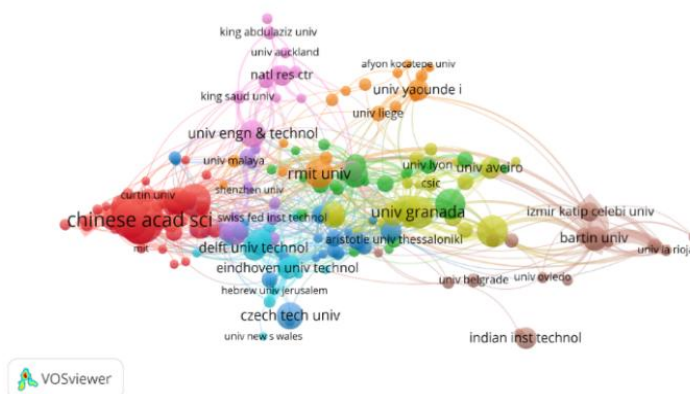 king abdulaziz univ
univ auckland
natl res ctr
king saud univ
afyon kocatepe univ
univ yaounde i
univ liege
univ engn & technol
univ malaya
rmit univ
univ lyon
univ aveiro
csic
shenzhen univ
curtin univ
chinese acad sci
swiss fed inst technol
univ granada
izmir katip celebi univ
mit
delft univ technol
aristotle univ thessaloniki
bartin univ
univ la rioja
eindhoven univ technol
univ belgrade
univ oviedo
hebrew univ jerusalem
czech tech univ
univ new s wales
indian inst technol
VOSviewer